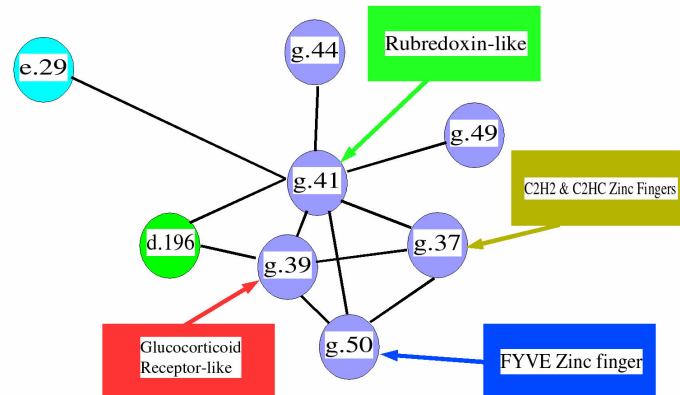 g.44
Rubredoxin-like
e.29
g.49
g.41
C2H2 & C2HC Zinc Fingers
d.196
g.37
g.39
g.50
Glucocorticoid
Receptor-like
FYVE Zinc finger